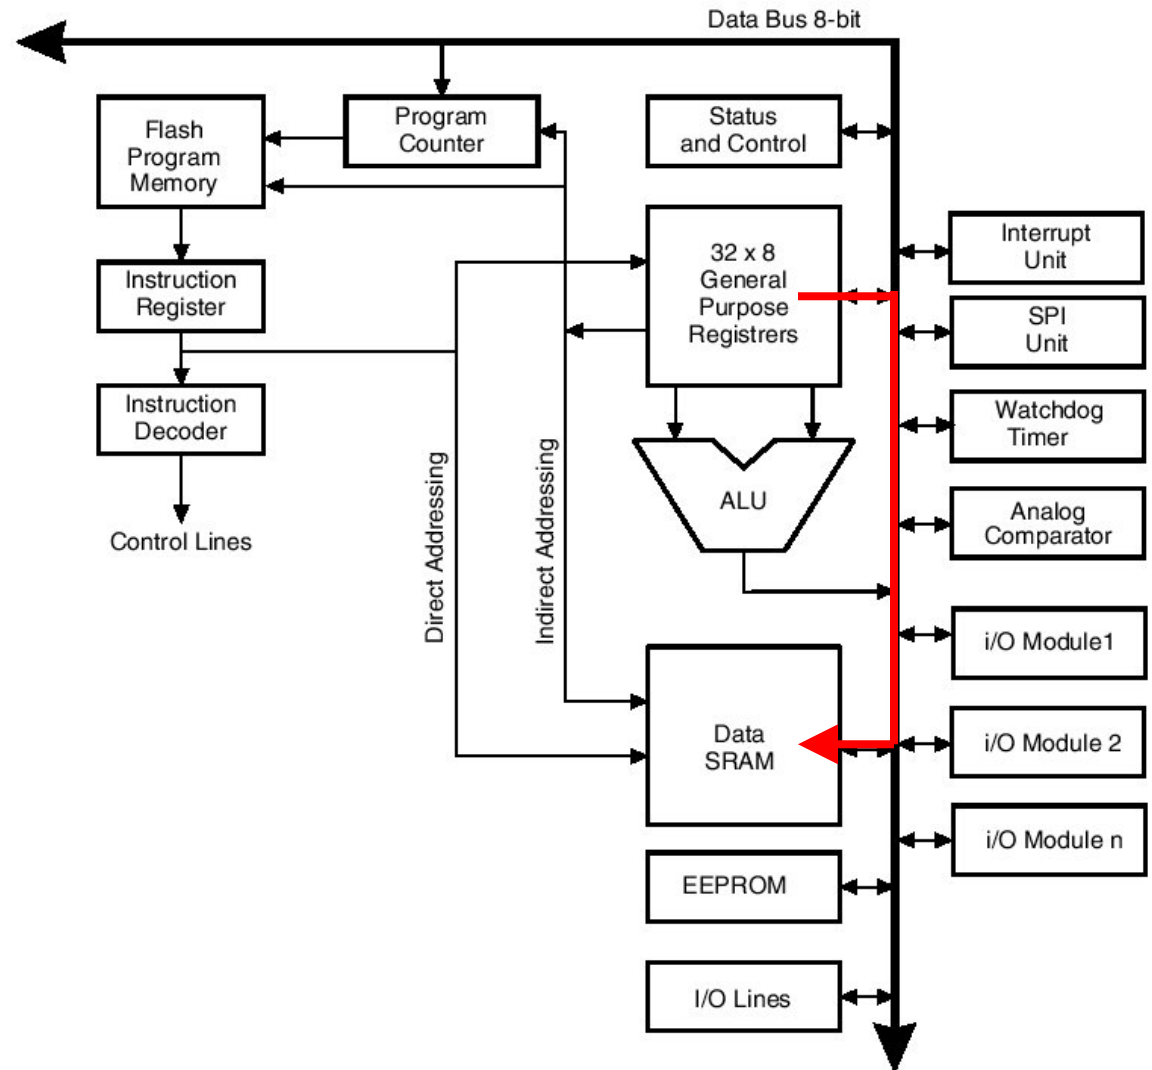 Data Bus 8-bit
Flash
Program
Memory
Program
Counter
Status
and Control
32 x 8
General
Purpose
Registrers
Interrupt
Unit
Instruction
Register
SPI
Unit
Instruction
Decoder
Watchdog
Timer
Control Lines
Direct Addressing
Indirect Addressing
ALU
Analog
Comparator
i/O Module1
Data
SRAM
i/O Module 2
i/O Module n
EEPROM
I/O Lines